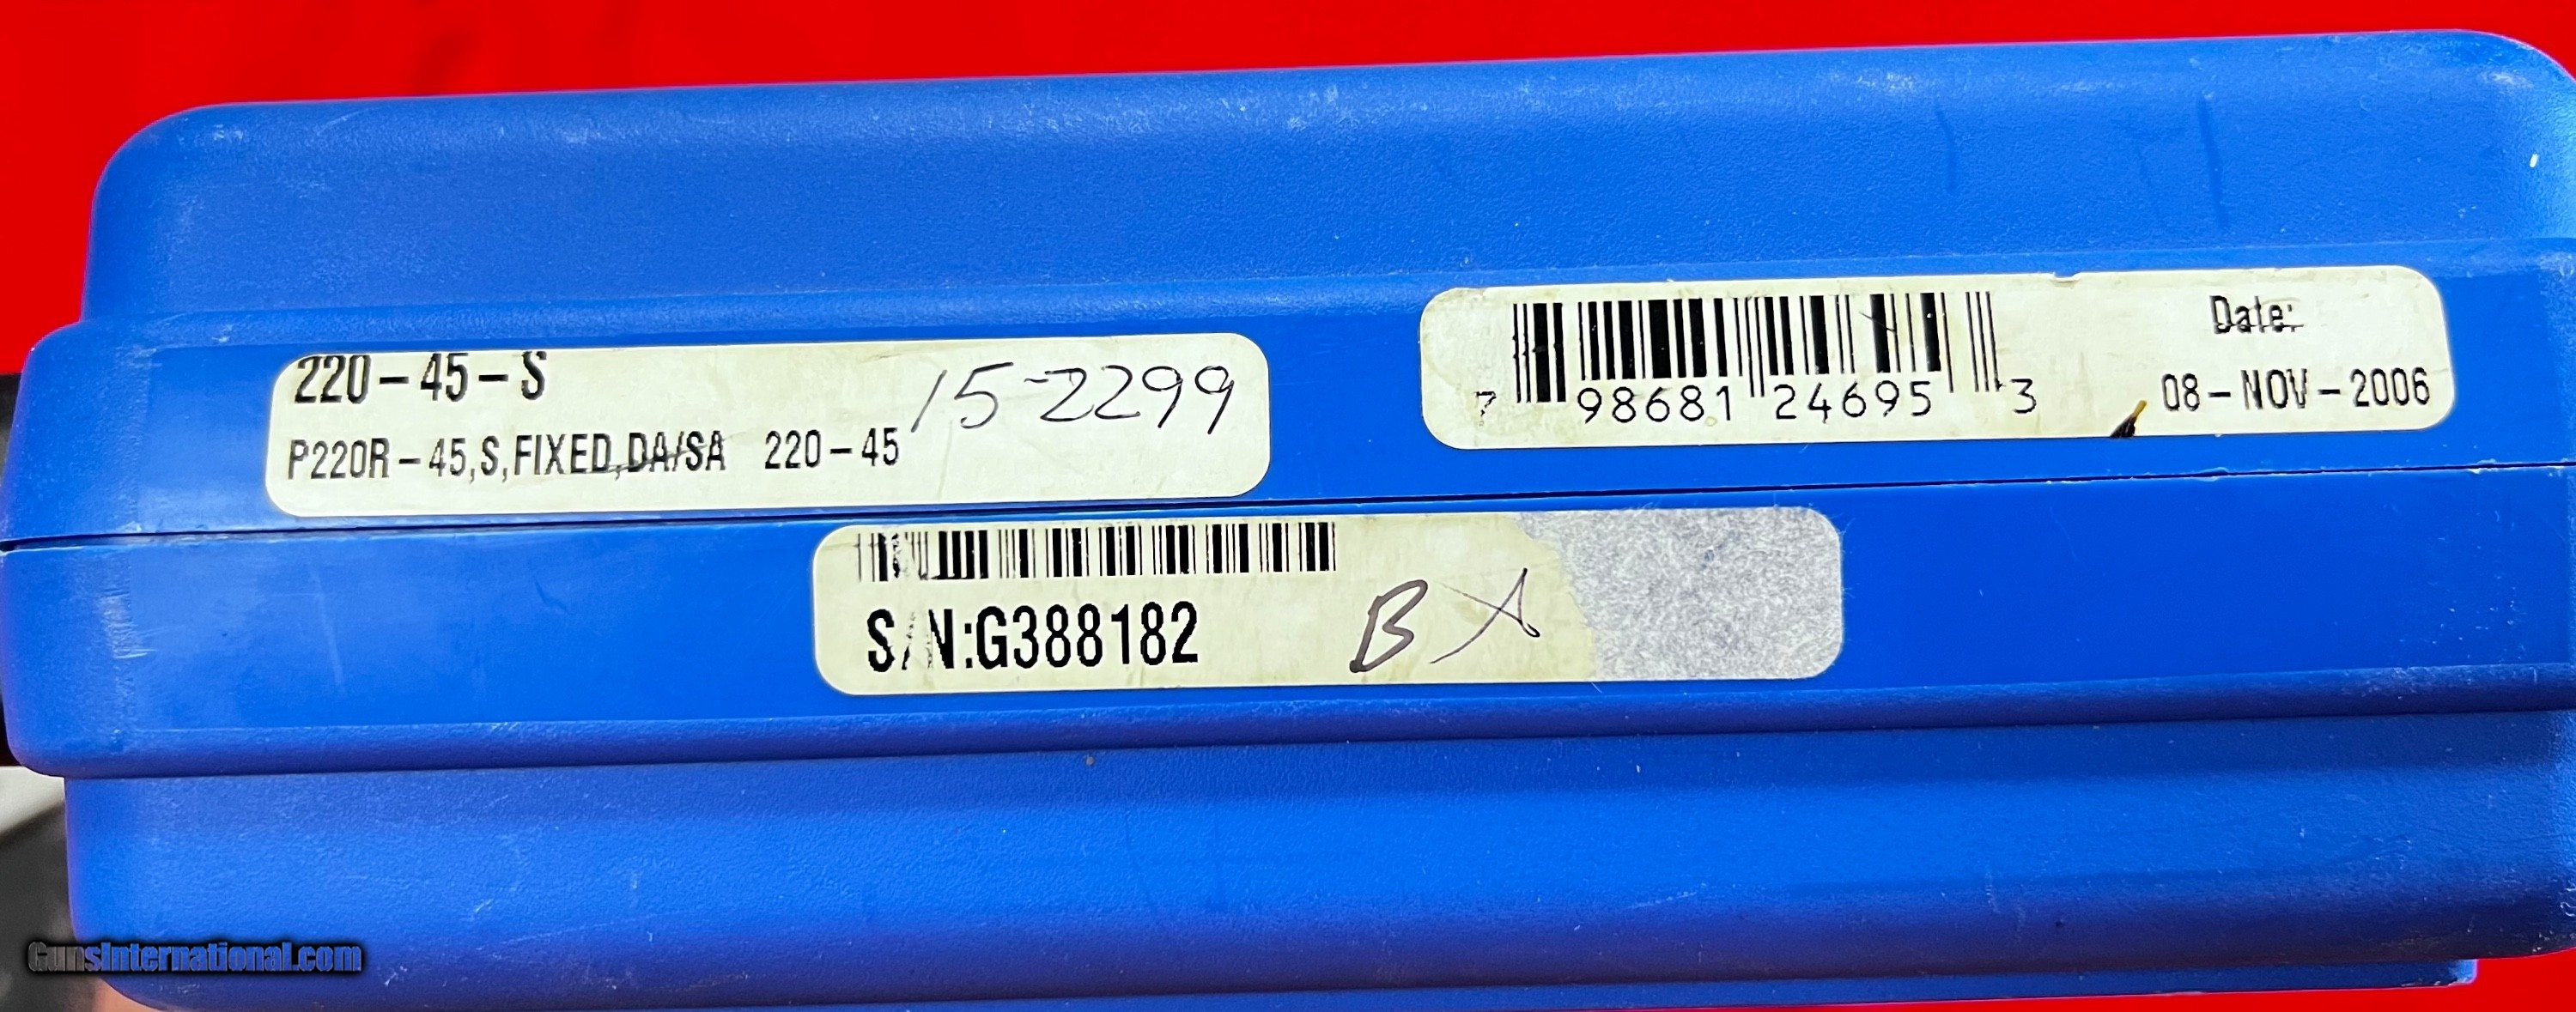 220-45-S
15-2299
P220R-45,S,FIXED,DA/SA 220-45
7 98681 24695 3
Date:
08-NOV-2006
S/N:G388182
BX
GunsInternational.com